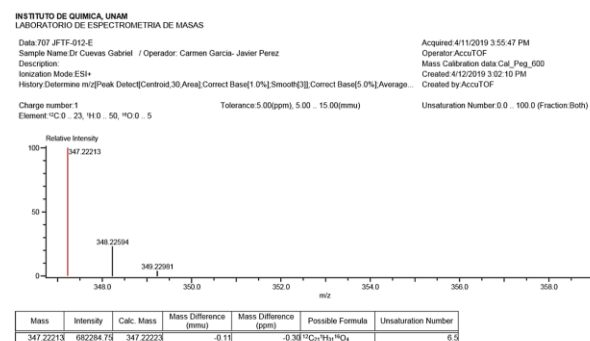 INSTITUTO DE QUIMICA, UNAM
LABORATORIO DE ESPECTROMETRIA DE MASAS
Data:707 JFTF-012-E
Acquired:4/11/2019 3:55:47 PM
Sample Name:Dr Cuevas Gabriel / Operador: Carmen Garcia- Javier Perez
Operator:AccuTOF
Description:
Mass Calibration data:Cal_Peg_600
Ionization Mode:ESI+
Created:4/12/2019 3:02:10 PM
History:Determine m/z[Peak Detect[Centroid,30,Area];Correct Base[1.0%];Smooth[3]];Correct Base[5.0%];Average...
Created by:AccuTOF
Charge number:1 Tolerance:5.00(ppm), 5.00 .. 15.00(mmu) Unsaturation Number:0.0 .. 100.0 (Fraction:Both)
Element:¹²C:0 .. 23, ¹H:0 .. 50, ¹⁶O:0 .. 5
Relative Intensity
100
347.22213
50
348.22594
349.22981
0
348.0 350.0 352.0 354.0 356.0 358.0
m/z
Mass Intensity Calc. Mass Mass Difference (mmu) Mass Difference (ppm) Possible Formula Unsaturation Number
347.22213 682284.75 347.22223 -0.11 -0.30 ¹²C₂₁¹H₃₁¹⁶O₄ 6.5